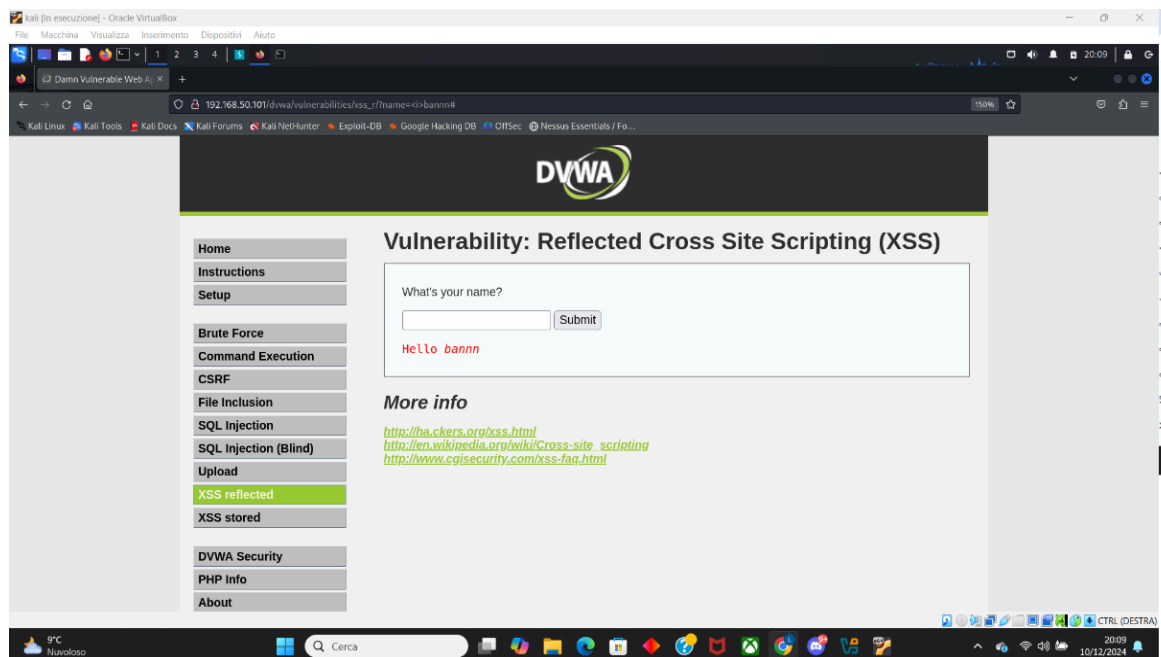 kali [In esecuzione] - Oracle VirtualBox
File Macchina Visualizza Inserimento Dispositivi Aiuto
1 2 3 4
20:09
Damn Vulnerable Web Ap
192.168.50.101/dvwa/vulnerabilities/xss_r/?name=<i>bannn#
150%
Kali Linux Kali Tools Kali Docs Kali Forums Kali NetHunter Exploit-DB Google Hacking DB OffSec Nessus Essentials / Fo...
DVWA
Home
Instructions
Setup
Brute Force
Command Execution
CSRF
File Inclusion
SQL Injection
SQL Injection (Blind)
Upload
XSS reflected
XSS stored
DVWA Security
PHP Info
About
Vulnerability: Reflected Cross Site Scripting (XSS)
What's your name?
Submit
Hello bannn
More info
http://ha.ckers.org/xss.html
http://en.wikipedia.org/wiki/Cross-site_scripting
http://www.cgisecurity.com/xss-faq.html
CTRL (DESTRA)
9°C
Nuvoloso
Cerca
20:09
10/12/2024